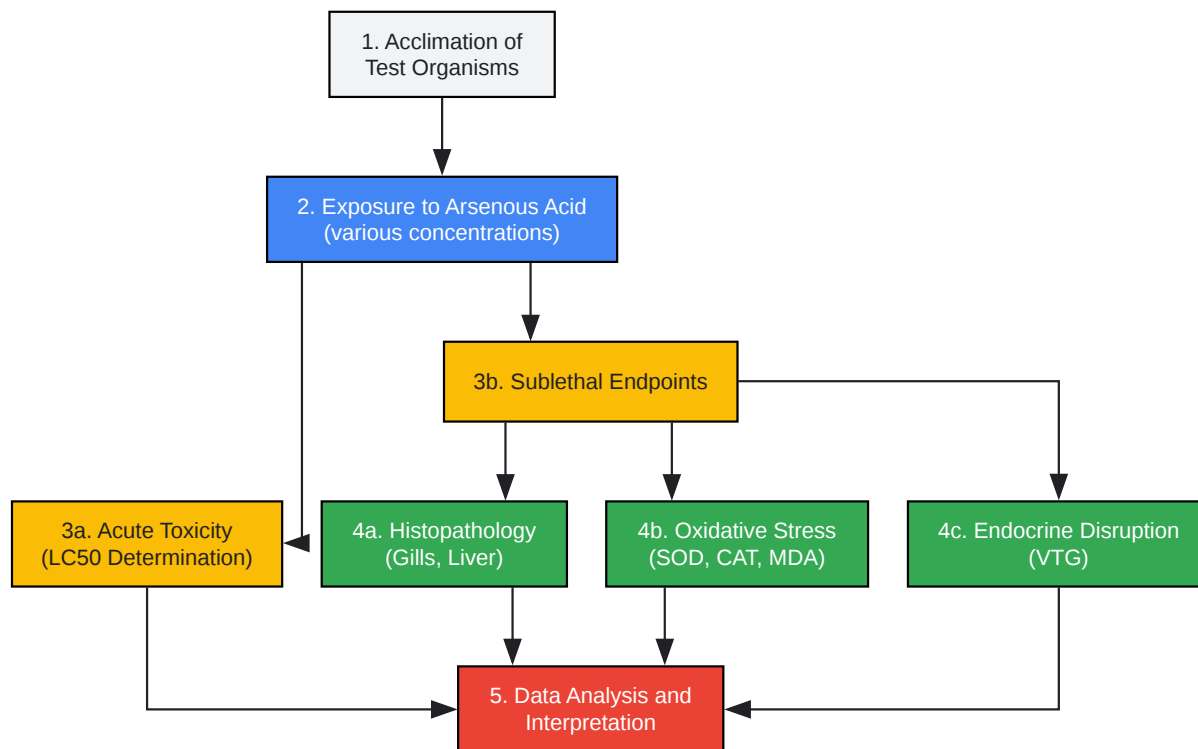 1. Acclimation of
Test Organisms
2. Exposure to Arsenous Acid
(various concentrations)
3b. Sublethal Endpoints
3a. Acute Toxicity
(LC50 Determination)
4a. Histopathology
(Gills, Liver)
4b. Oxidative Stress
(SOD, CAT, MDA)
4c. Endocrine Disruption
(VTG)
5. Data Analysis and
Interpretation